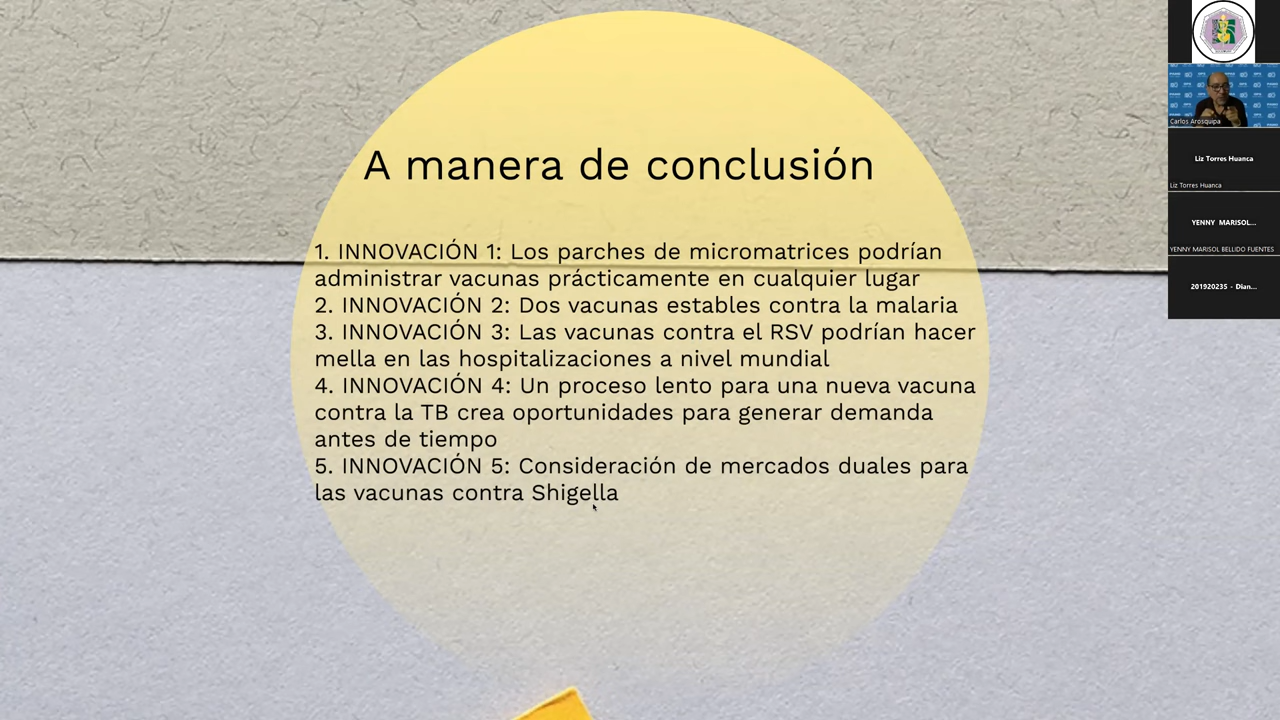 A manera de conclusión
1. INNOVACIÓN 1: Los parches de micromatrices podrían
administrar vacunas prácticamente en cualquier lugar
2. INNOVACIÓN 2: Dos vacunas estables contra la malaria
3. INNOVACIÓN 3: Las vacunas contra el RSV podrían hacer
mella en las hospitalizaciones a nivel mundial
4. INNOVACIÓN 4: Un proceso lento para una nueva vacuna
contra la TB crea oportunidades para generar demanda
antes de tiempo
5. INNOVACIÓN 5: Consideración de mercados duales para
las vacunas contra Shigella
Carlos Arosquipa
Liz Torres Huanca
Liz Torres Huanca
YENNY MARISOL...
YENNY MARISOL BELLIDO FUENTES
201920235 - Dian...